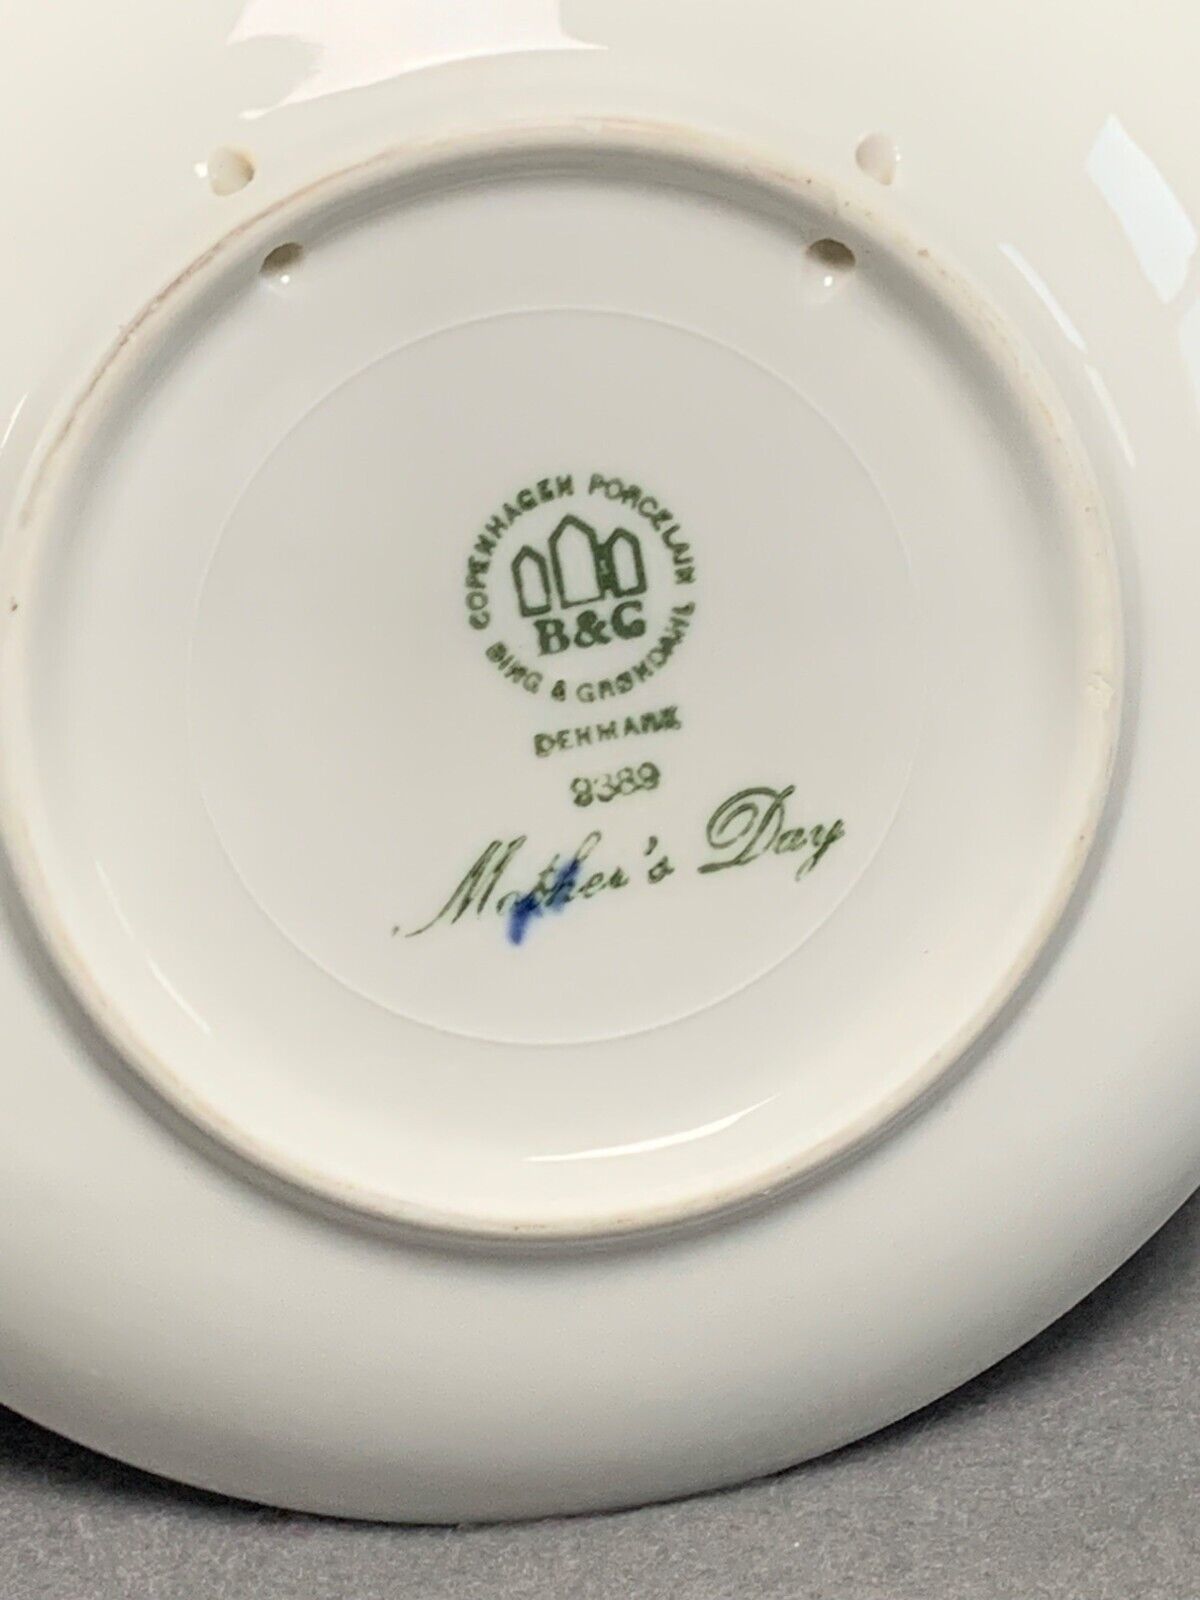 COPENHAGEN PORCELAIN
B&G
BING & GRØNDAHL
DENMARK
9389
Mother's Day